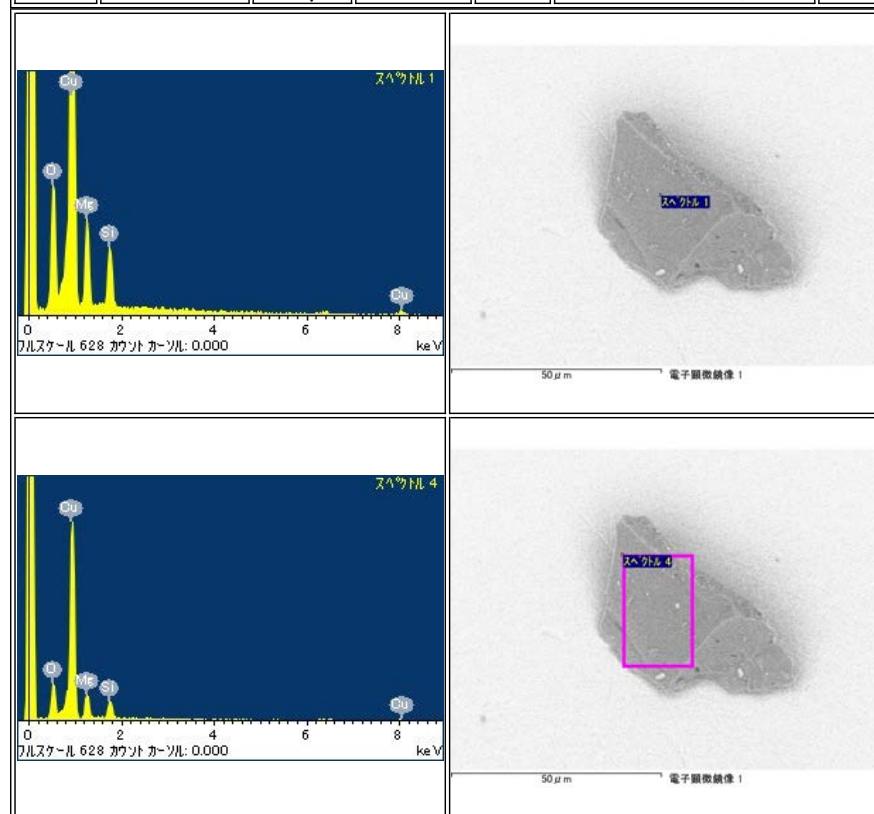 スペクトル 1
Cu
O
Mg
Si
Cu
0 2 4 6 8
フルスケール 628 カウント カーソル: 0.000 keV
スペクトル 1
50μm 電子顕微鏡像 1
スペクトル 4
Cu
O
Mg
Si
Cu
0 2 4 6 8
フルスケール 628 カウント カーソル: 0.000 keV
スペクトル 4
50μm 電子顕微鏡像 1